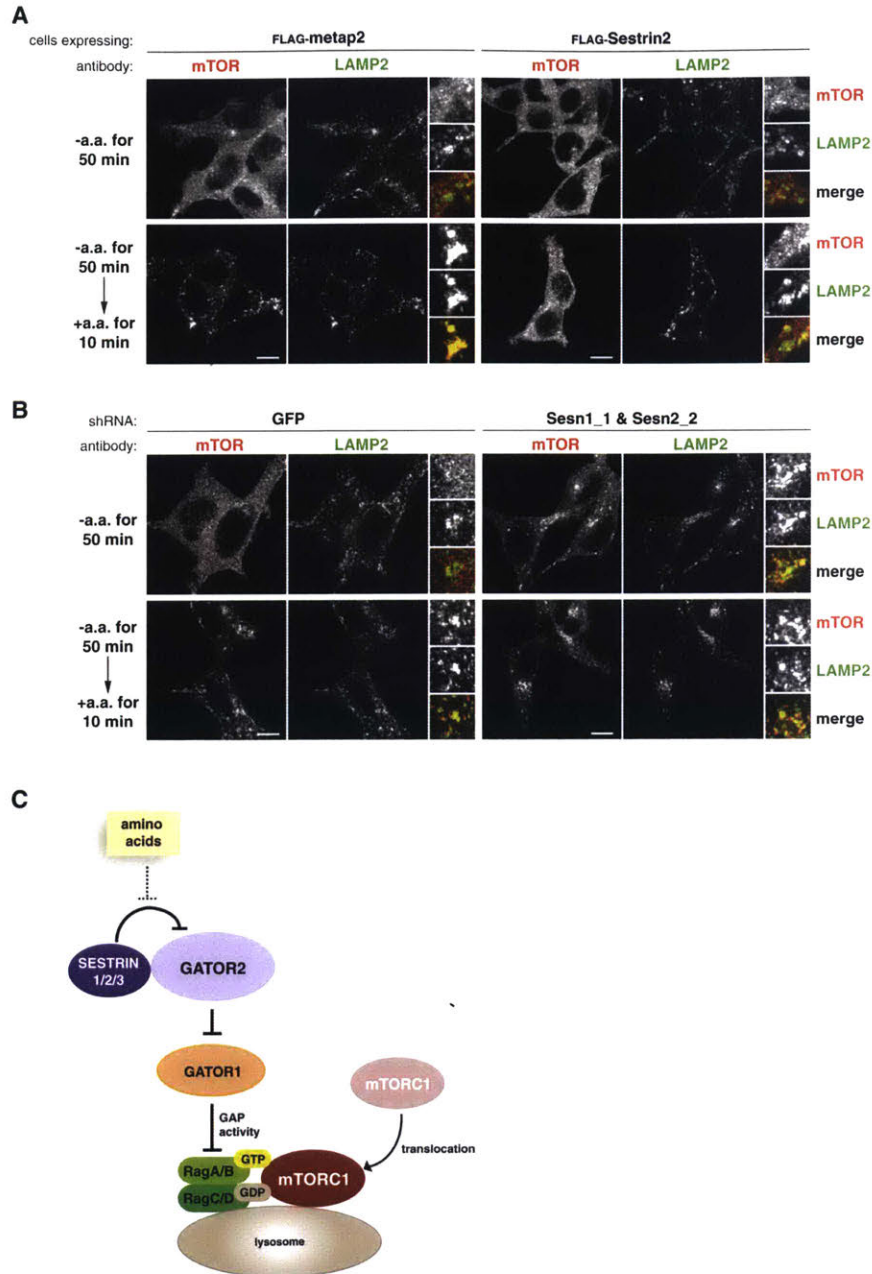 A
cells expressing: FLAG-metap2 FLAG-Sestrin2
antibody: mTOR LAMP2 mTOR LAMP2
-a.a. for
50 min
mTOR
LAMP2
merge
-a.a. for
50 min
+a.a. for
10 min
mTOR
LAMP2
merge
B
shRNA: GFP Sesn1_1 & Sesn2_2
antibody: mTOR LAMP2 mTOR LAMP2
-a.a. for
50 min
mTOR
LAMP2
merge
-a.a. for
50 min
+a.a. for
10 min
mTOR
LAMP2
merge
C
amino
acids
SESTRIN
1/2/3
GATOR2
GATOR1
mTORC1
GAP
activity
translocation
GTP
RagA/B
mTORC1
GDP
RagC/D
lysosome